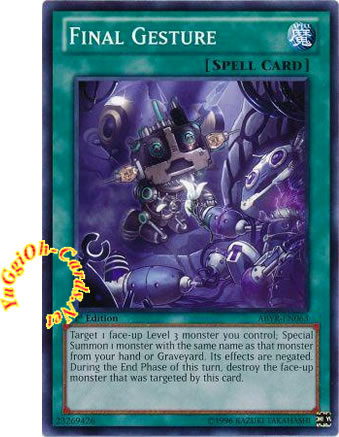 FINAL GESTURE
魔
[SPELL CARD]
YuGgiOh-Cards.Net
Edition
ABYR-EN063
Target 1 face-up Level 3 monster you control; Special
Summon 1 monster with the same name as that monster
from your hand or Graveyard. Its effects are negated.
During the End Phase of this turn, destroy the face-up
monster that was targeted by this card.
23269426
©1996 KAZUKI TAKAHASHI